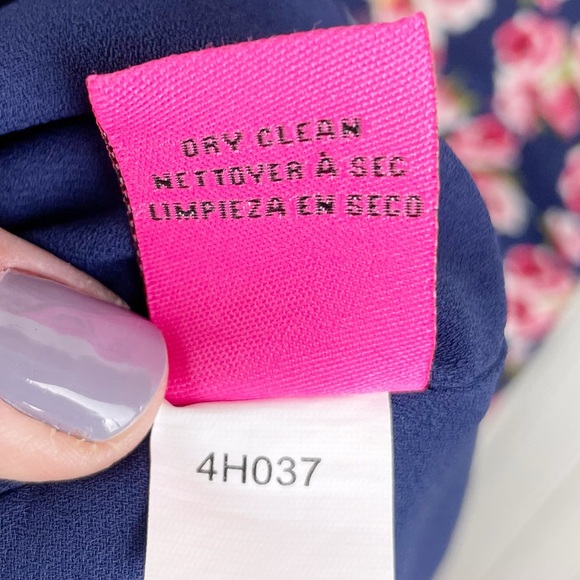 DRY CLEAN
NETTOYER À SEC
LIMPIEZA EN SECO
4H037